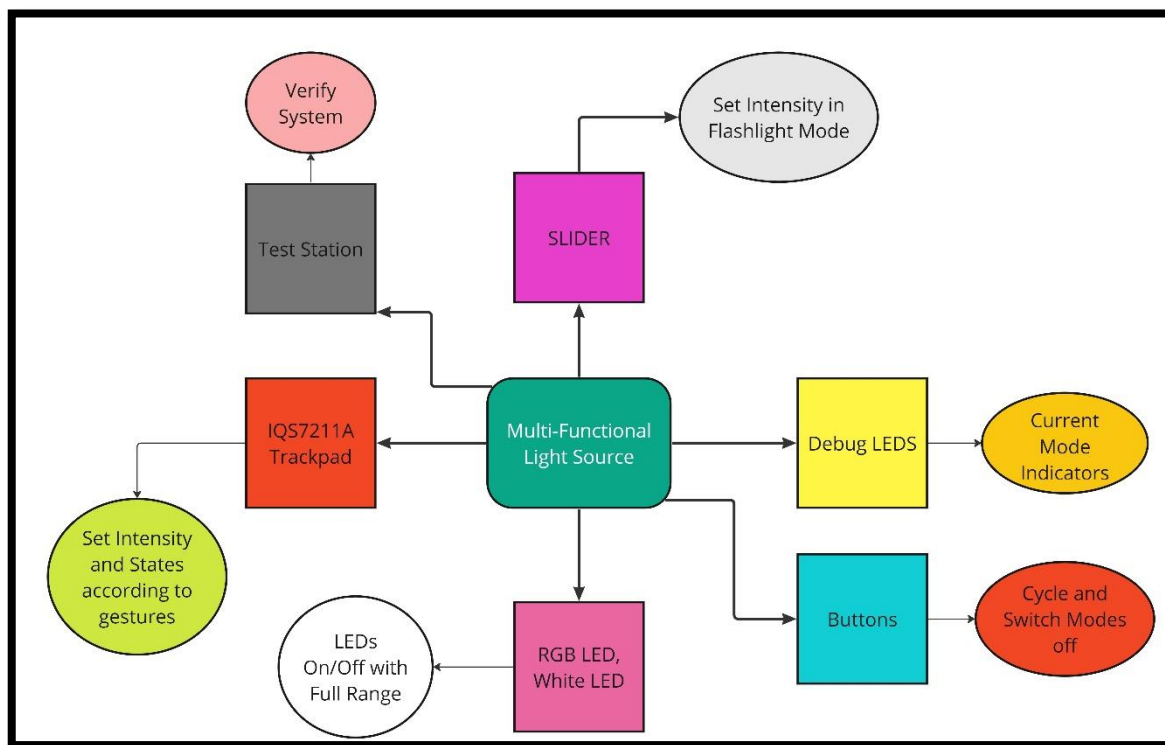 Verify
System
Set Intensity in
Flashlight Mode
Test Station
SLIDER
IQS7211A
Trackpad
Multi-Functional
Light Source
Debug LEDS
Current
Mode
Indicators
Set Intensity
and States
according to
gestures
LEDs
On/Off with
Full Range
RGB LED,
White LED
Buttons
Cycle and
Switch Modes
off